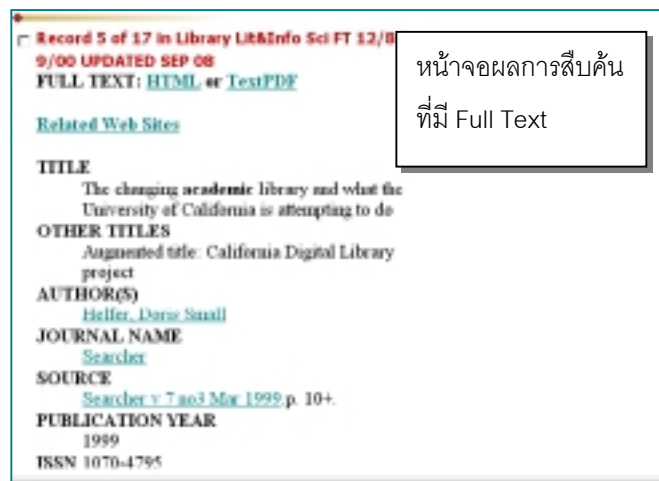 Record 5 of 17 in Library Lit&Info Sci FT 12/8
9/00 UPDATED SEP 08
FULL TEXT: HTML or TextPDF
Related Web Sites
TITLE
The changing academic library and what the
University of California is attempting to do
OTHER TITLES
Augmented title: California Digital Library
project
AUTHOR(S)
Helfer, Doris Small
JOURNAL NAME
Searcher
SOURCE
Searcher v 7 no3 Mar 1999 p. 10+.
PUBLICATION YEAR
1999
ISSN 1070-4795
หน้าจอผลการสืบค้น
ที่มี Full Text